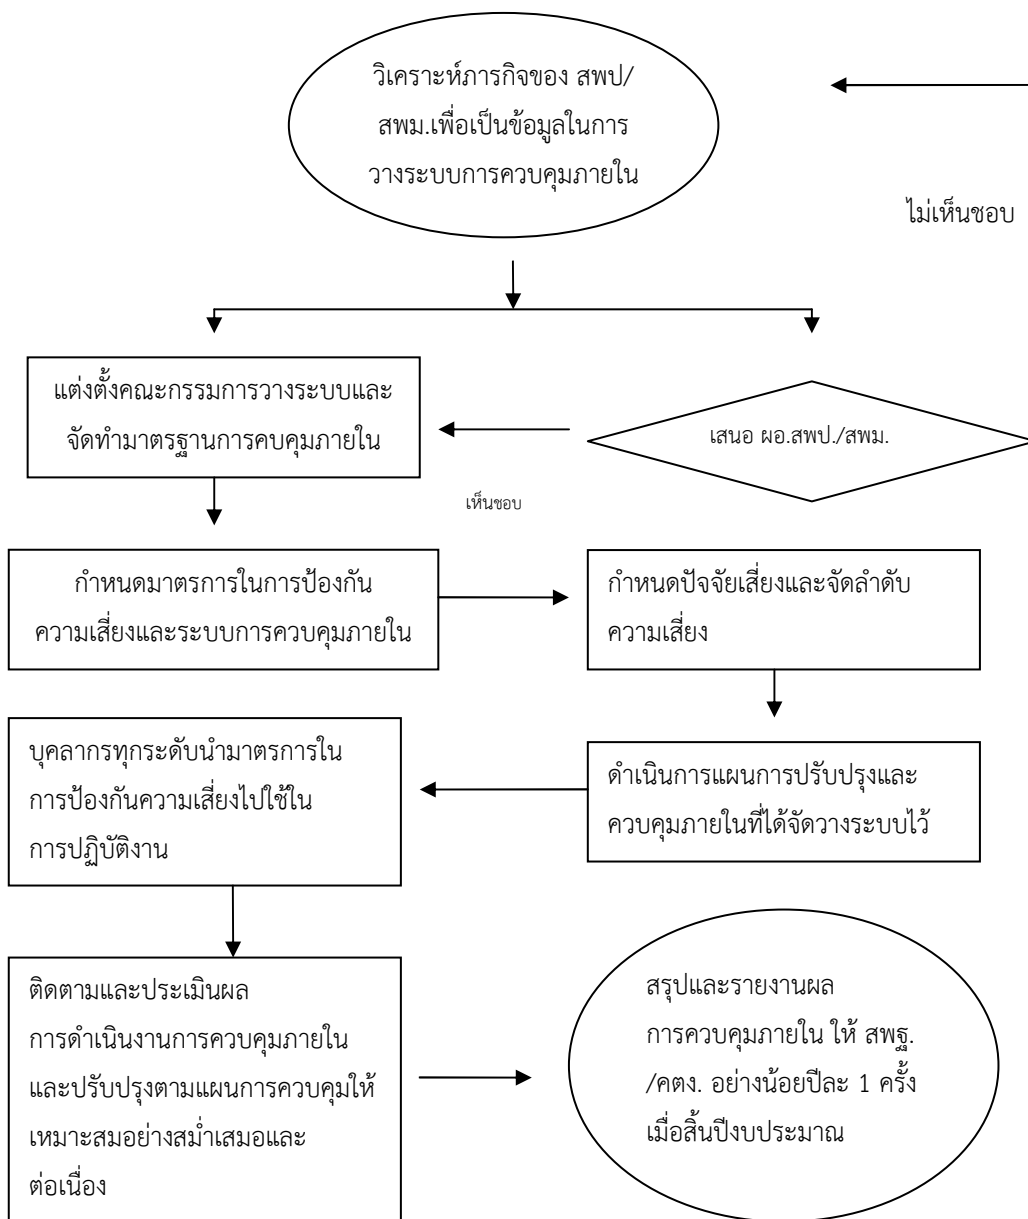 วิเคราะห์ภารกิจของ สพป/
สพม.เพื่อเป็นข้อมูลในการ
วางระบบการควบคุมภายใน
ไม่เห็นชอบ
แต่งตั้งคณะกรรมการวางระบบและ
จัดทำมาตรฐานการคบคุมภายใน
เสนอ ผอ.สพป./สพม.
เห็นชอบ
กำหนดมาตรการในการป้องกัน
ความเสี่ยงและระบบการควบคุมภายใน
กำหนดปัจจัยเสี่ยงและจัดลำดับ
ความเสี่ยง
บุคลากรทุกระดับนำมาตรการใน
การป้องกันความเสี่ยงไปใช้ใน
การปฏิบัติงาน
ดำเนินการแผนการปรับปรุงและ
ควบคุมภายในที่ได้จัดวางระบบไว้
ติดตามและประเมินผล
การดำเนินงานการควบคุมภายใน
และปรับปรุงตามแผนการควบคุมให้
เหมาะสมอย่างสม่ำเสมอและ
ต่อเนื่อง
สรุปและรายงานผล
การควบคุมภายใน ให้ สพฐ.
/คตง. อย่างน้อยปีละ 1 ครั้ง
เมื่อสิ้นปีงบประมาณ